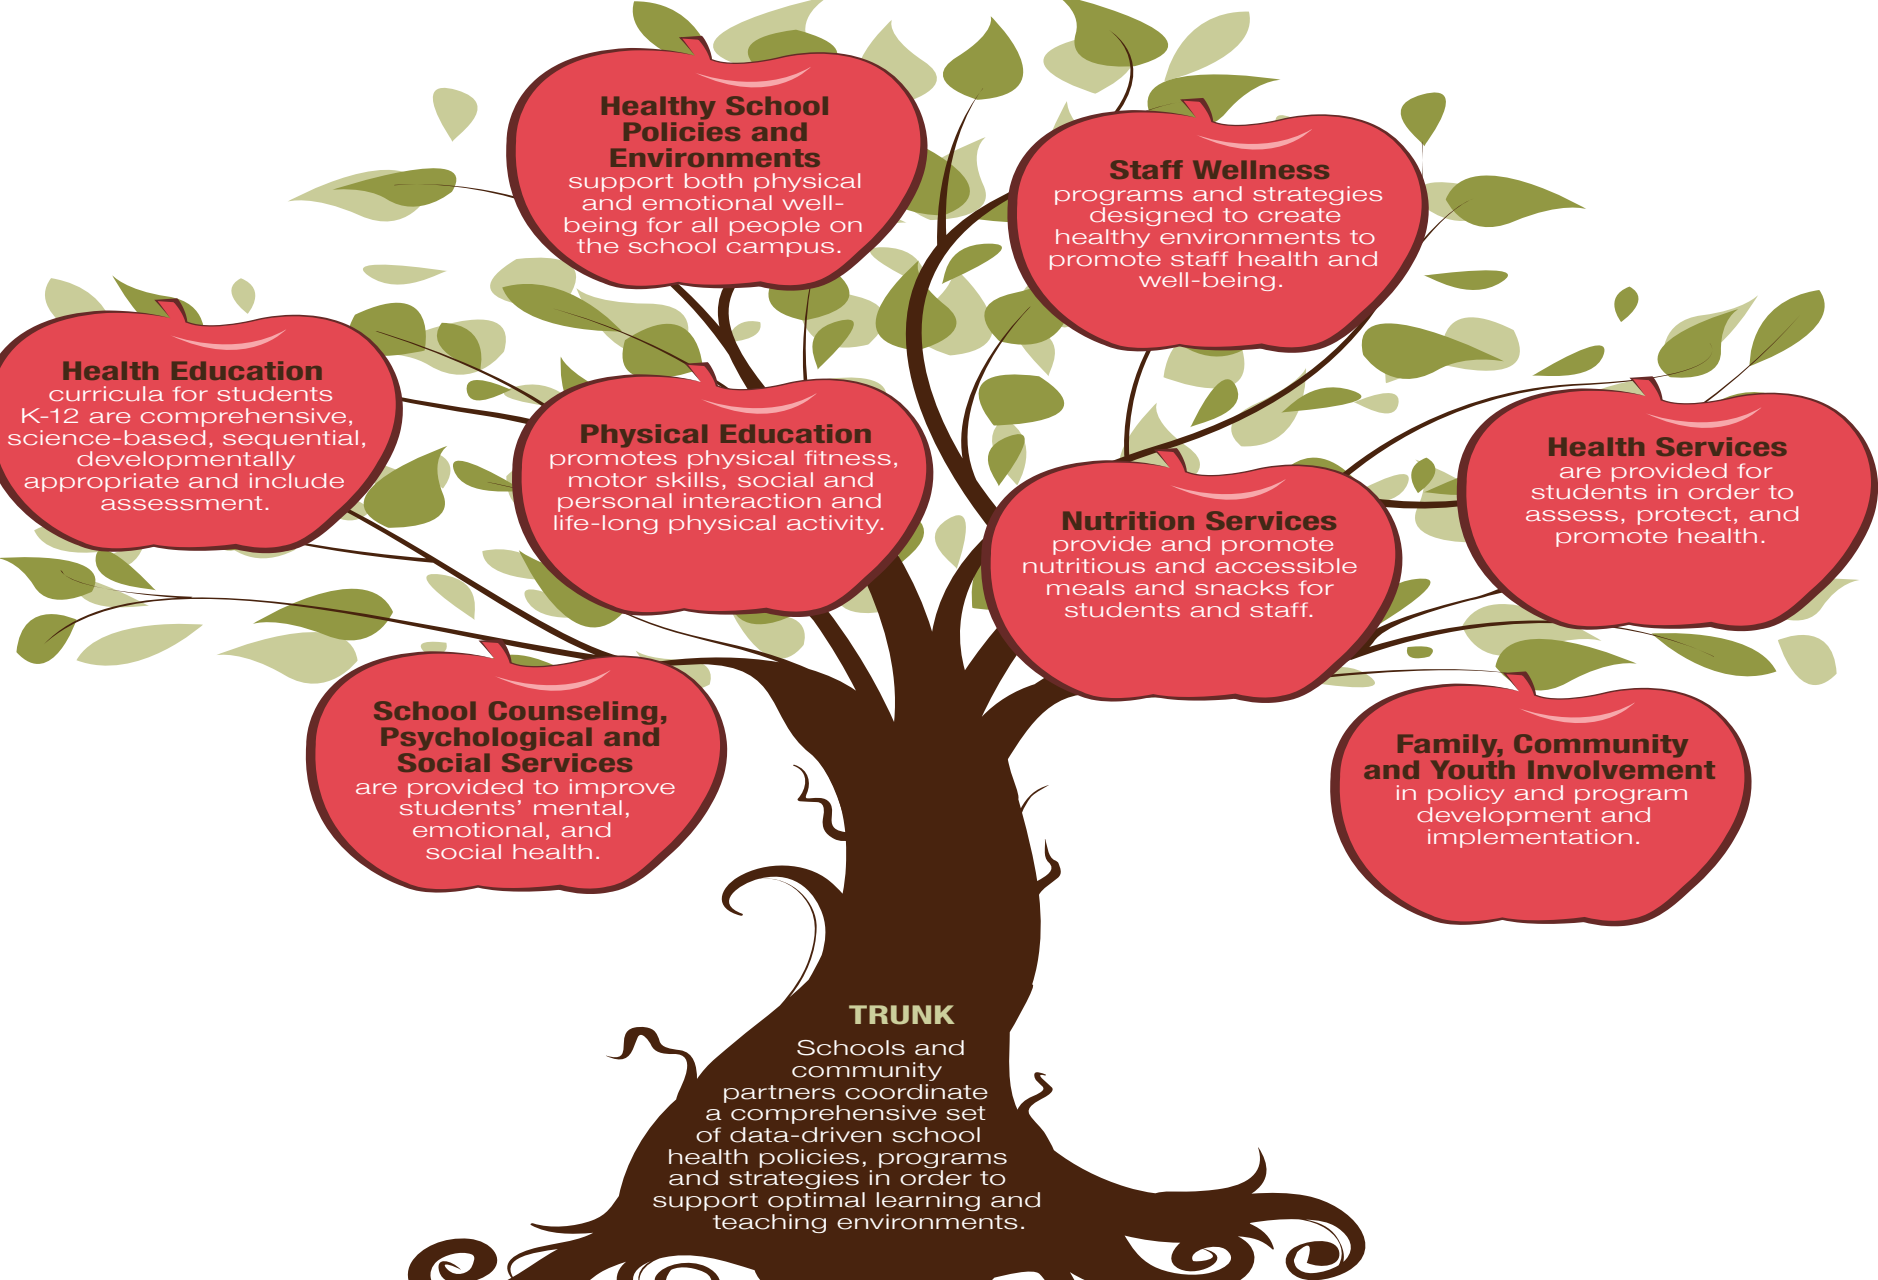 Healthy School
Policies and
Environments
support both physical
and emotional well-
being for all people on
the school campus.
Staff Wellness
programs and strategies
designed to create
healthy environments to
promote staff health and
well-being.
Health Education
curricula for students
K-12 are comprehensive,
science-based, sequential,
developmentally
appropriate and include
assessment.
Physical Education
promotes physical fitness,
motor skills, social and
personal interaction and
life-long physical activity.
Nutrition Services
provide and promote
nutritious and accessible
meals and snacks for
students and staff.
Health Services
are provided for
students in order to
assess, protect, and
promote health.
School Counseling,
Psychological and
Social Services
are provided to improve
students’ mental,
emotional, and
social health.
Family, Community
and Youth Involvement
in policy and program
development and
implementation.
TRUNK
Schools and
community
partners coordinate
a comprehensive set
of data-driven school
health policies, programs
and strategies in order to
support optimal learning and
teaching environments.